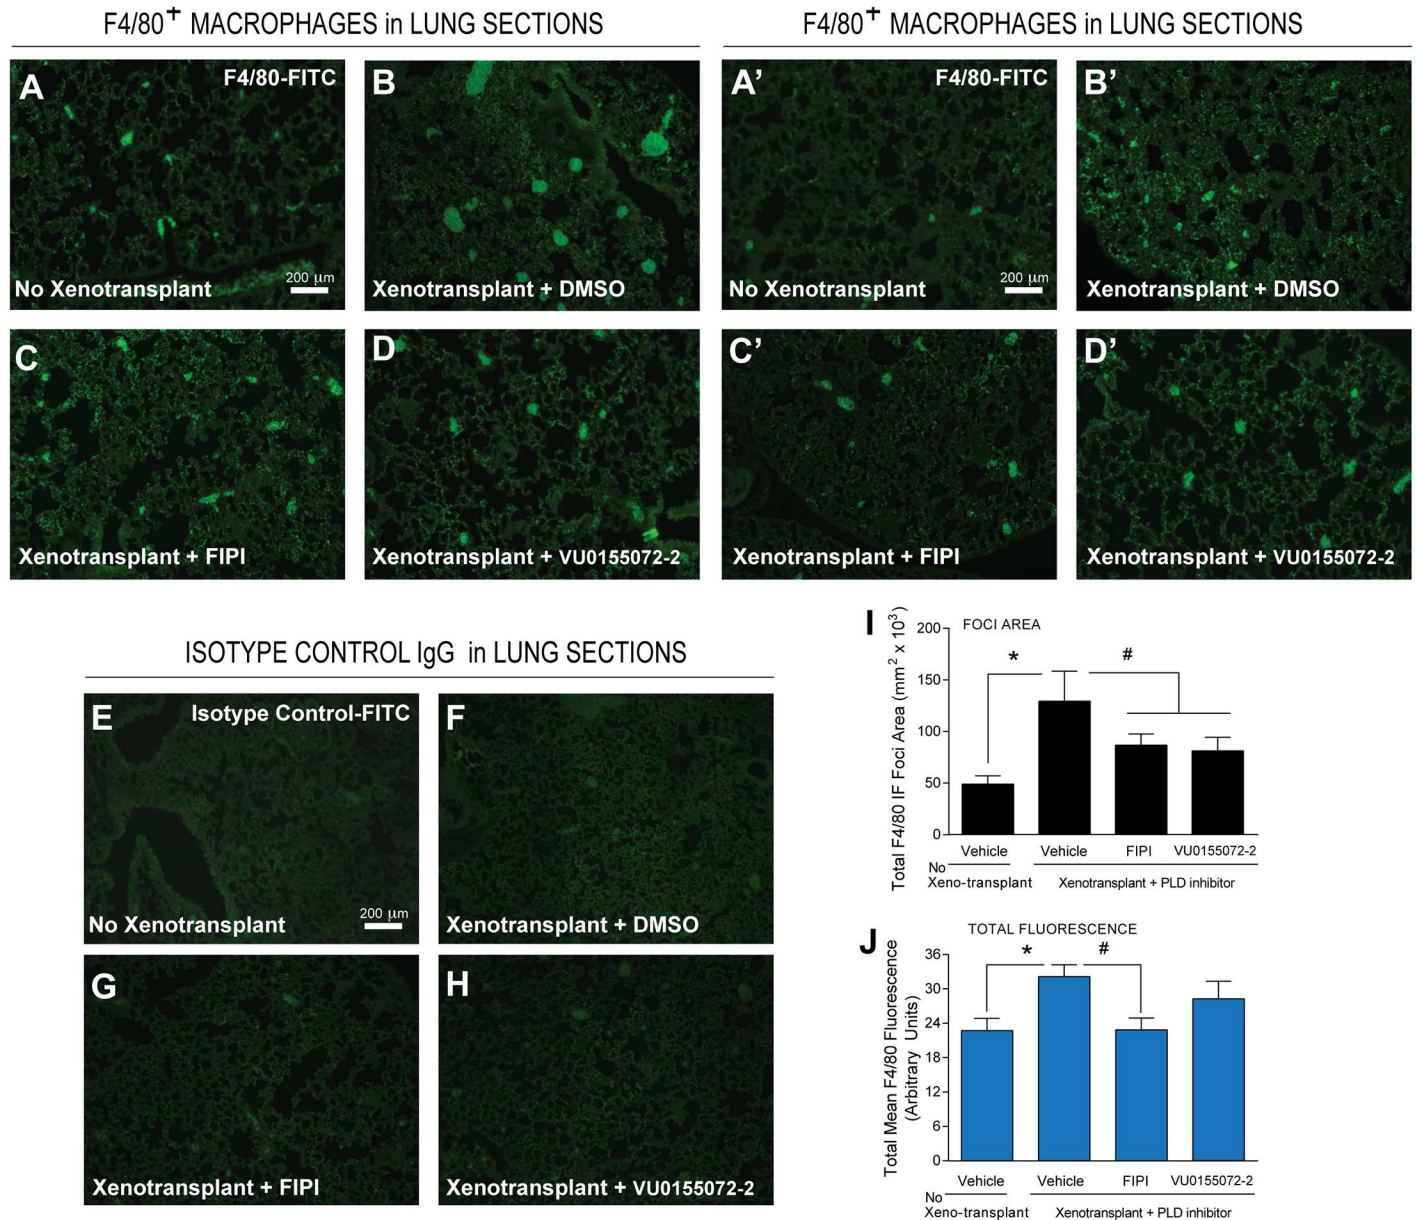 F4/80⁺ MACROPHAGES in LUNG SECTIONS
A
F4/80-FITC
No Xenotransplant
200 µm
B
Xenotransplant + DMSO
C
Xenotransplant + FIPI
D
Xenotransplant + VU0155072-2
F4/80⁺ MACROPHAGES in LUNG SECTIONS
A’
F4/80-FITC
No Xenotransplant
200 µm
B’
Xenotransplant + DMSO
C’
Xenotransplant + FIPI
D’
Xenotransplant + VU0155072-2
ISOTYPE CONTROL IgG in LUNG SECTIONS
E
Isotype Control-FITC
No Xenotransplant
200 µm
F
Xenotransplant + DMSO
G
Xenotransplant + FIPI
H
Xenotransplant + VU0155072-2
I
FOCI AREA
Total F4/80 IF Foci Area (mm² x 10³)
200
150
100
50
0
*
#
Vehicle
Vehicle
FIPI
VU0155072-2
No
Xeno-transplant
Xenotransplant + PLD inhibitor
J
TOTAL FLUORESCENCE
Total Mean F4/80 Fluorescence
(Arbitrary Units)
36
30
24
18
12
6
0
*
#
Vehicle
Vehicle
FIPI
VU0155072-2
No
Xeno-transplant
Xenotransplant + PLD inhibitor